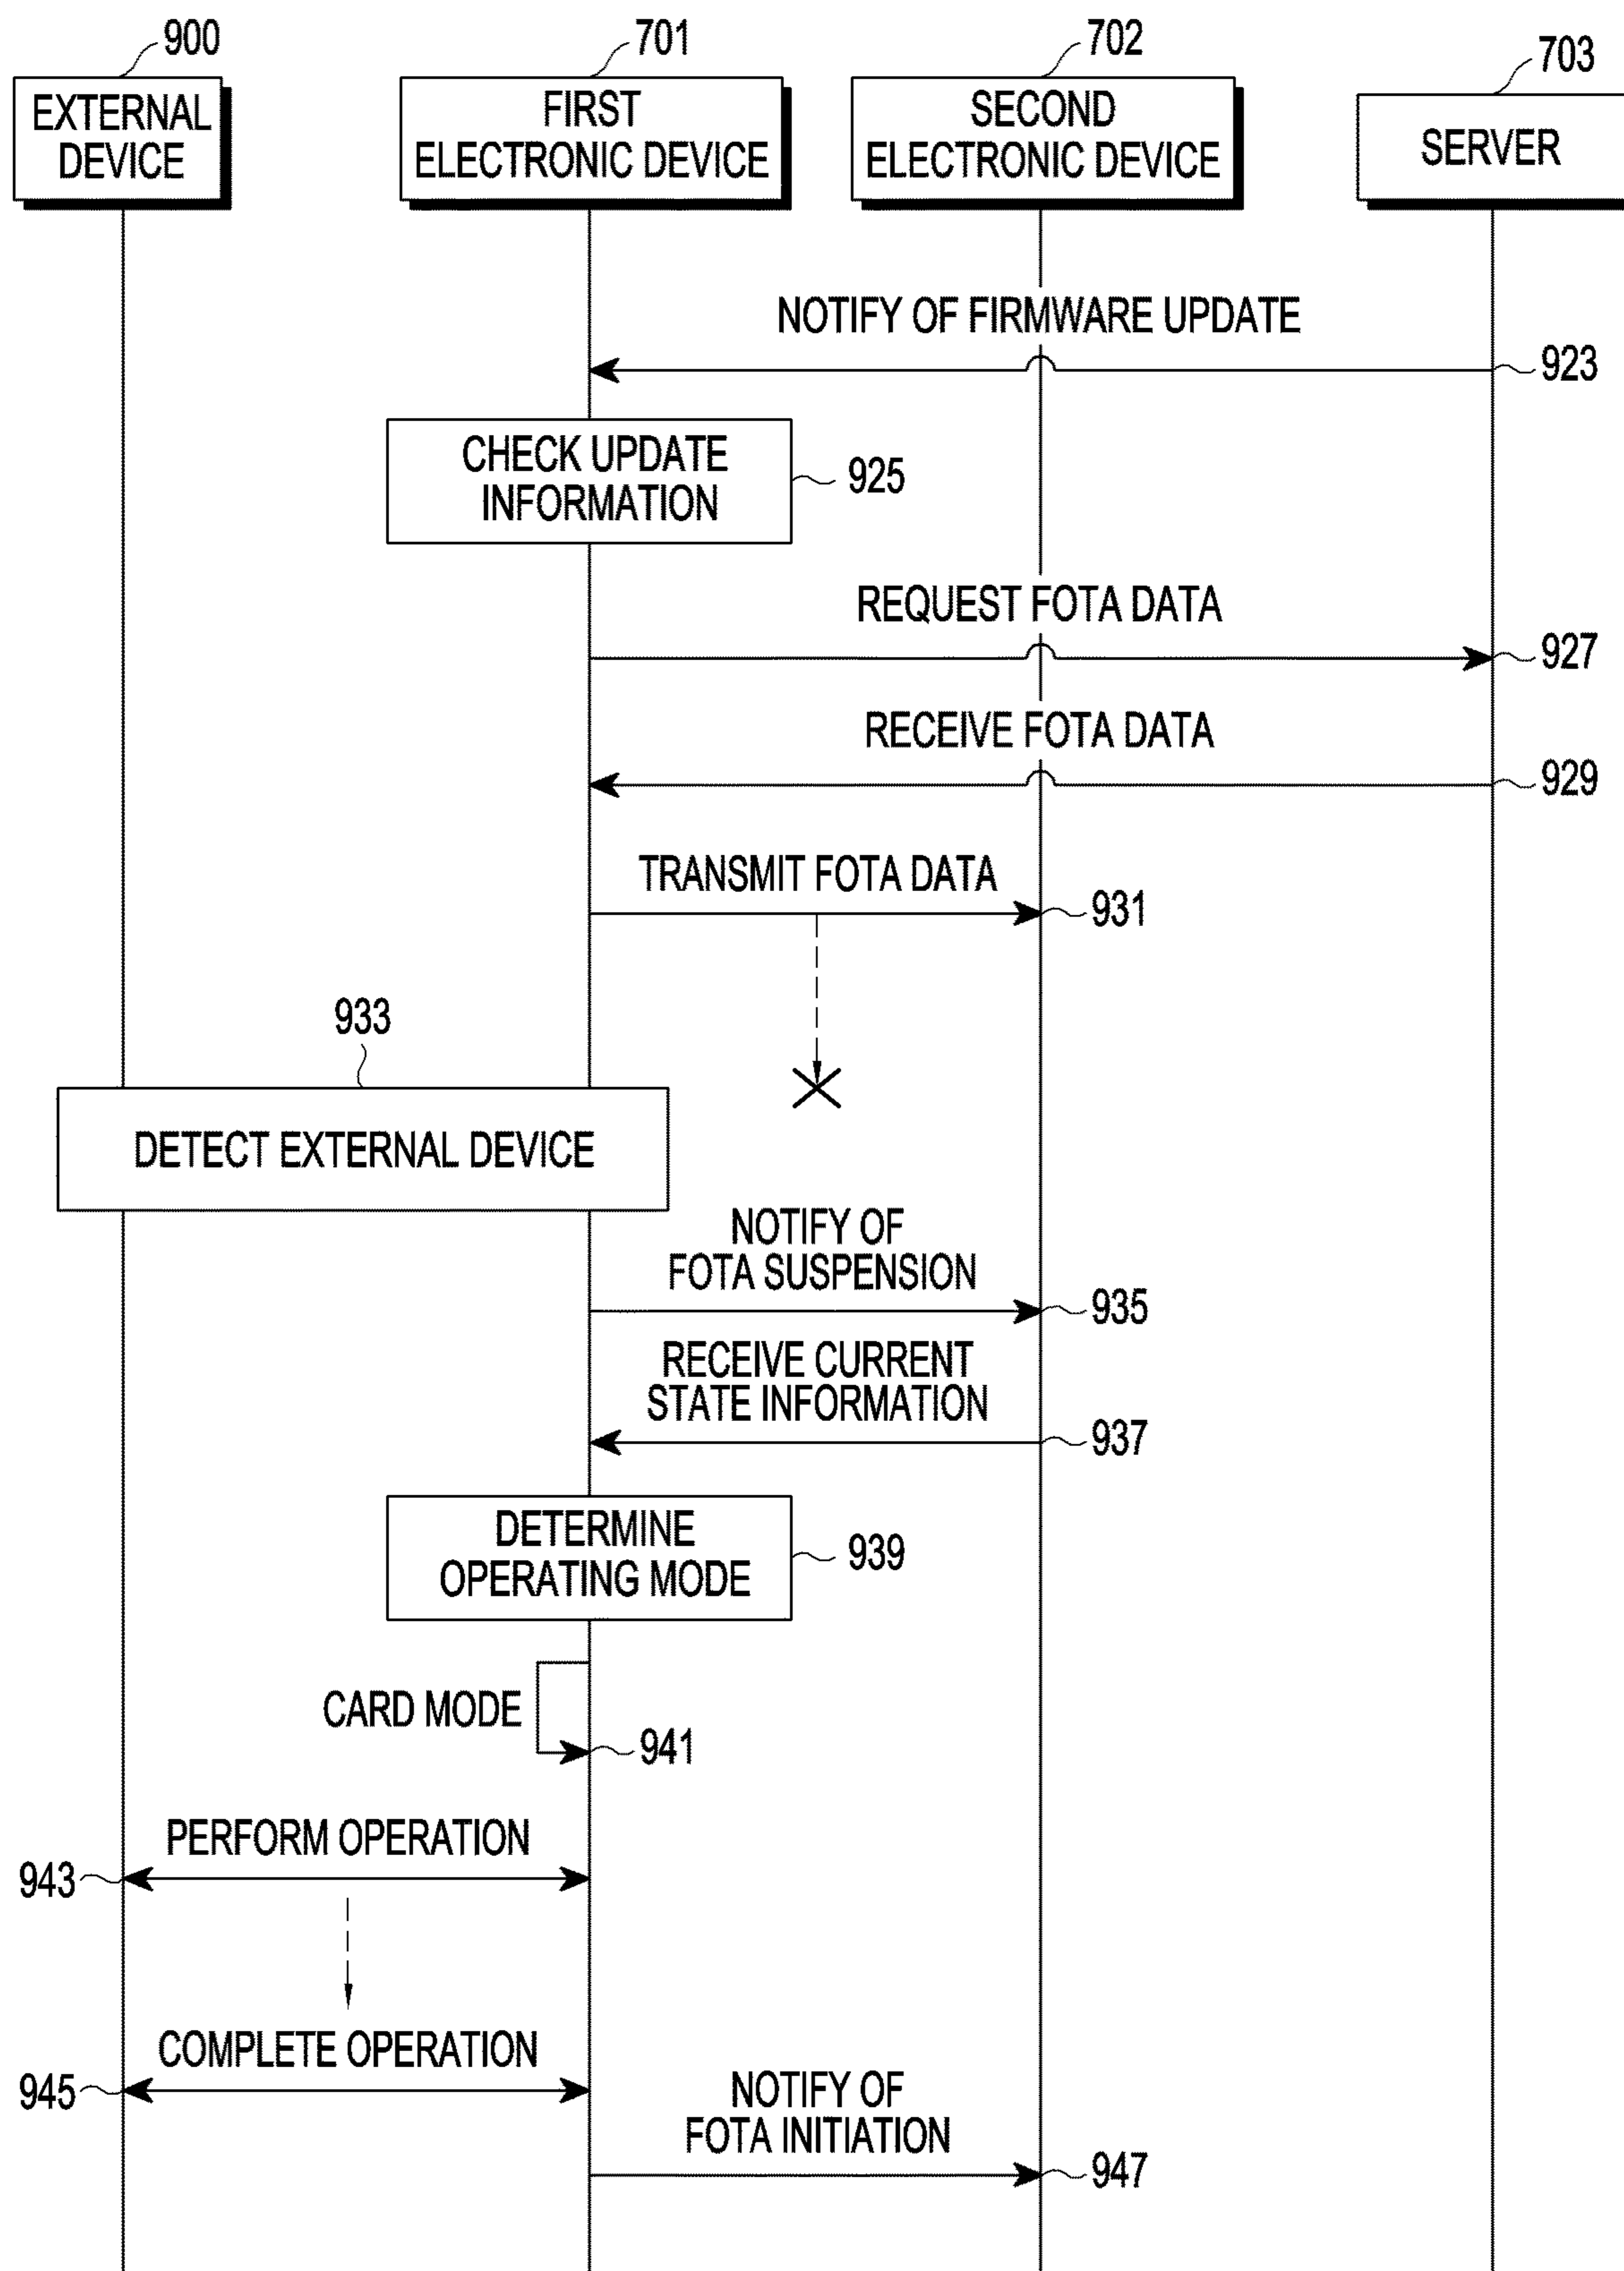 900
701
702
703
EXTERNAL
DEVICE
FIRST
ELECTRONIC DEVICE
SECOND
ELECTRONIC DEVICE
SERVER
NOTIFY OF FIRMWARE UPDATE
923
CHECK UPDATE
INFORMATION
925
REQUEST FOTA DATA
927
RECEIVE FOTA DATA
929
TRANSMIT FOTA DATA
931
933
DETECT EXTERNAL DEVICE
NOTIFY OF
FOTA SUSPENSION
935
RECEIVE CURRENT
STATE INFORMATION
937
DETERMINE
OPERATING MODE
939
CARD MODE
941
PERFORM OPERATION
943
COMPLETE OPERATION
945
NOTIFY OF
FOTA INITIATION
947